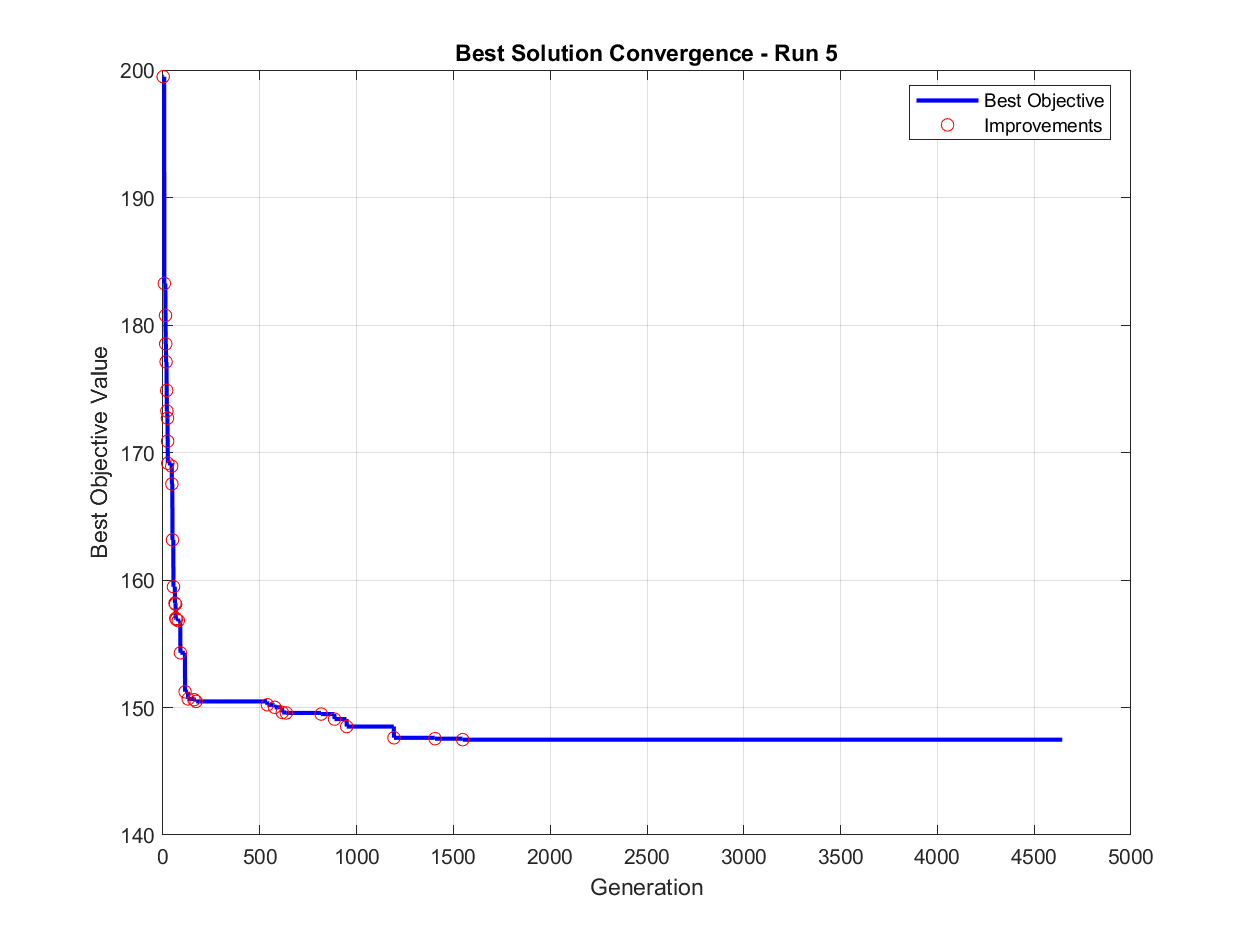 Best Solution Convergence - Run 5
Best Objective
Improvements
200
190
180
170
160
150
140
Best Objective Value
0 500 1000 1500 2000 2500 3000 3500 4000 4500 5000
Generation